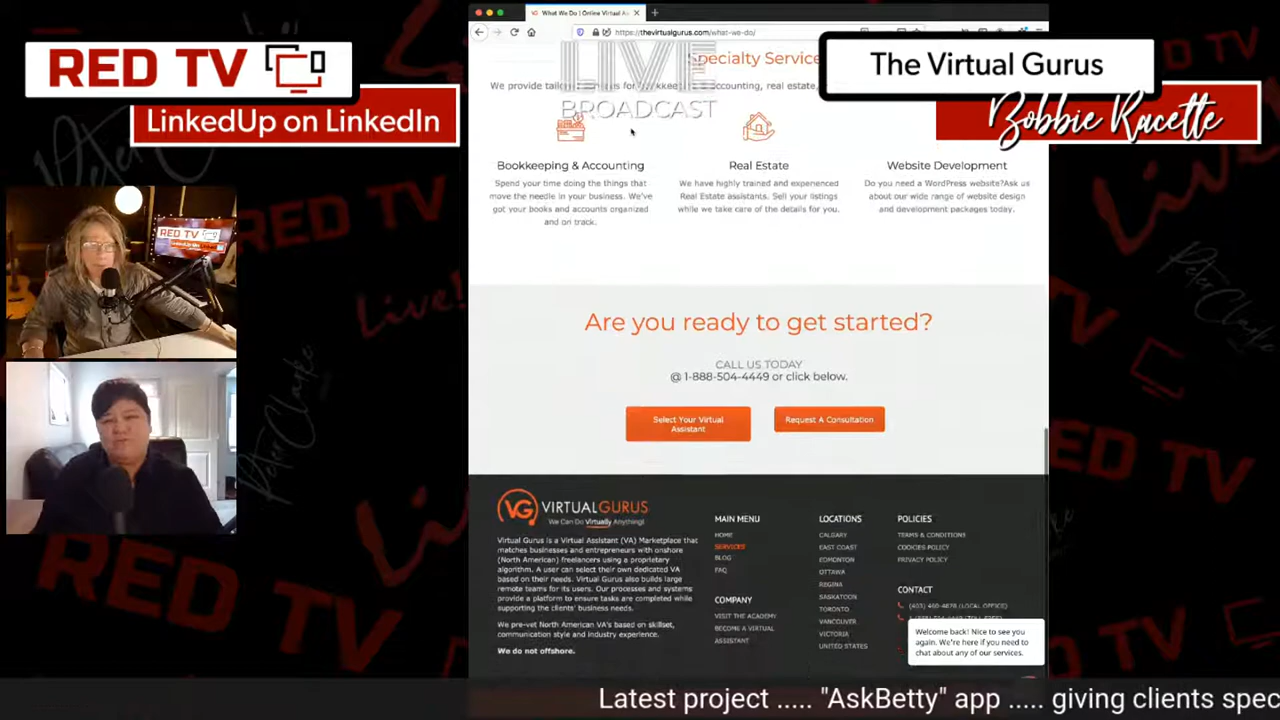 RED TV
LinkedUp on LinkedIn
The Virtual Gurus
Bobbie Racette
LIVE
BROADCAST
What We Do | Online Virtual
https://thevirtualgurus.com/what-we-do/
Specialty Service
We provide
accounting, real estate,
Bookkeeping & Accounting
Spend your time doing the things that
move the needle in your business. We've
got your books and accounts organized
and on track.
Real Estate
We have highly trained and experienced
Real Estate assistants. Sell your listings
while we take care of the details for you.
Website Development
Do you need a WordPress website?Ask us
about our wide range of website design
and development packages today.
RED TV
Are you ready to get started?
CALL US TODAY
@ 1-888-504-4449 or click below.
Select Your Virtual
Assistant
Request A Consultation
VG VIRTUALGURUS
We Can Do Virtually Anything!
Virtual Gurus is a Virtual Assistant (VA) Marketplace that
matches businesses and entrepreneurs with onshore
(North American) freelancers using a proprietary
algorithm. A user can select their own dedicated VA
based on their needs. Virtual Gurus also builds large
remote teams for its users. Our processes and systems
provide a platform to ensure tasks are completed while
supporting the clients' business needs.
We pre-vet North American VA's based on skillset,
communication style and industry experience.
We do not offshore.
MAIN MENU
HOME
SERVICES
BLOG
FAQ
COMPANY
VISIT THE ACADEMY
BECOME A VIRTUAL
ASSISTANT
LOCATIONS
CALGARY
EAST COAST
EDMONTON
OTTAWA
REGINA
SASKATOON
TORONTO
VANCOUVER
VICTORIA
UNITED STATES
POLICIES
TERMS & CONDITIONS
COOKIES POLICY
PRIVACY POLICY
CONTACT
(LOCAL OFFICE)
Welcome back! Nice to see you
again. We're here if you need to
chat about any of our services.
Latest project ..... "AskBetty" app ..... giving clients spec